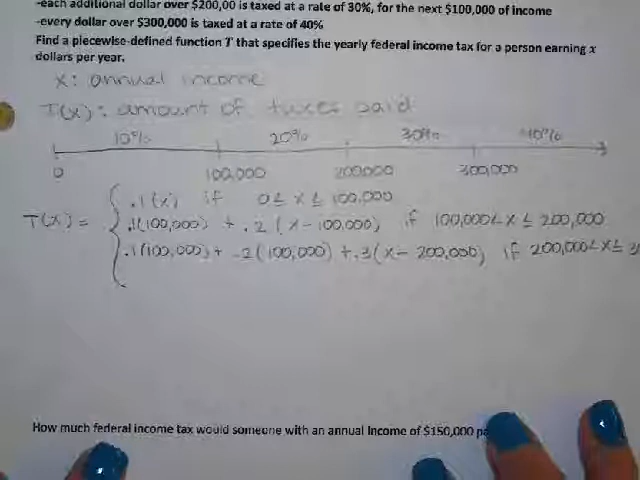 -each additional dollar over $200,00 is taxed at a rate of 30%, for the next $100,000 of income
-every dollar over $300,000 is taxed at a rate of 40%
Find a piecewise-defined function T that specifies the yearly federal income tax for a person earning x
dollars per year.
x: annual income
T(x): amount of taxes paid
10% 20% 30% 40%
0 100,000 200,000 300,000
.1(x) if 0 ≤ x ≤ 100,000
T(x) = .1(100,000) + .2(x - 100,000) if 100,000 < x ≤ 200,000
.1(100,000) + .2(100,000) + .3(x - 200,000) if 200,000 < x ≤ 3
How much federal income tax would someone with an annual income of $150,000